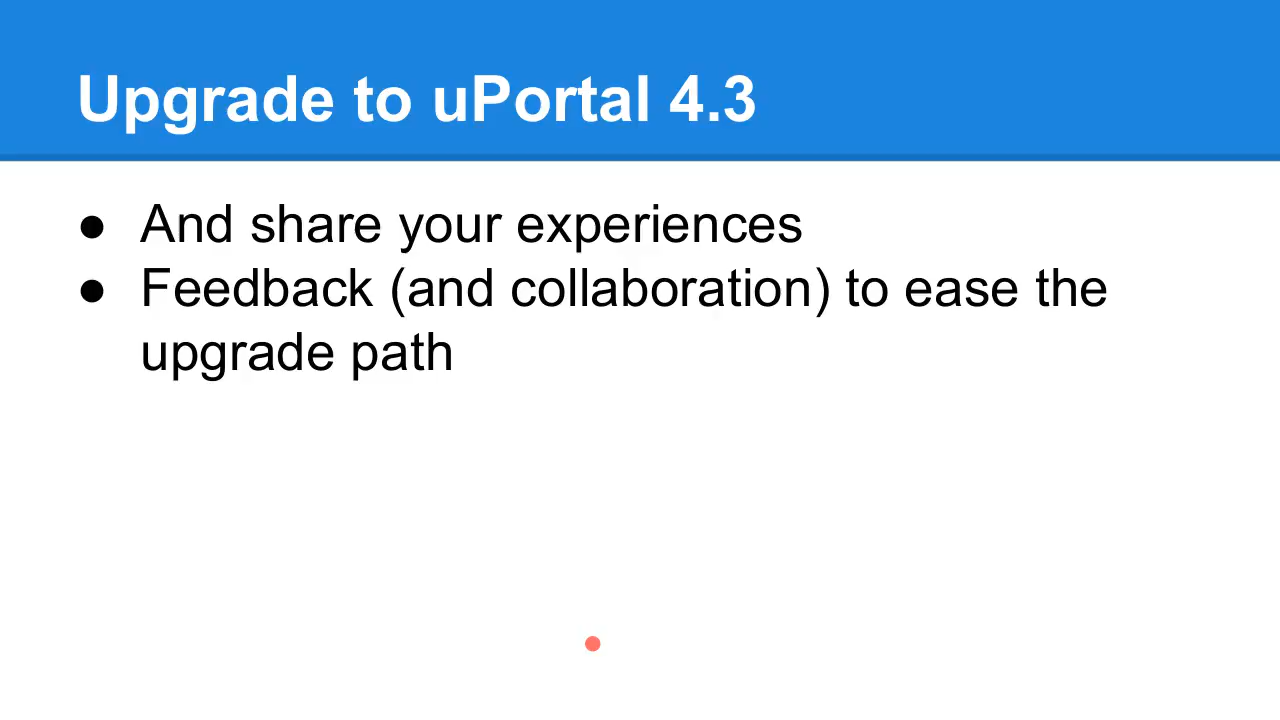 Upgrade to uPortal 4.3
● And share your experiences
● Feedback (and collaboration) to ease the
upgrade path